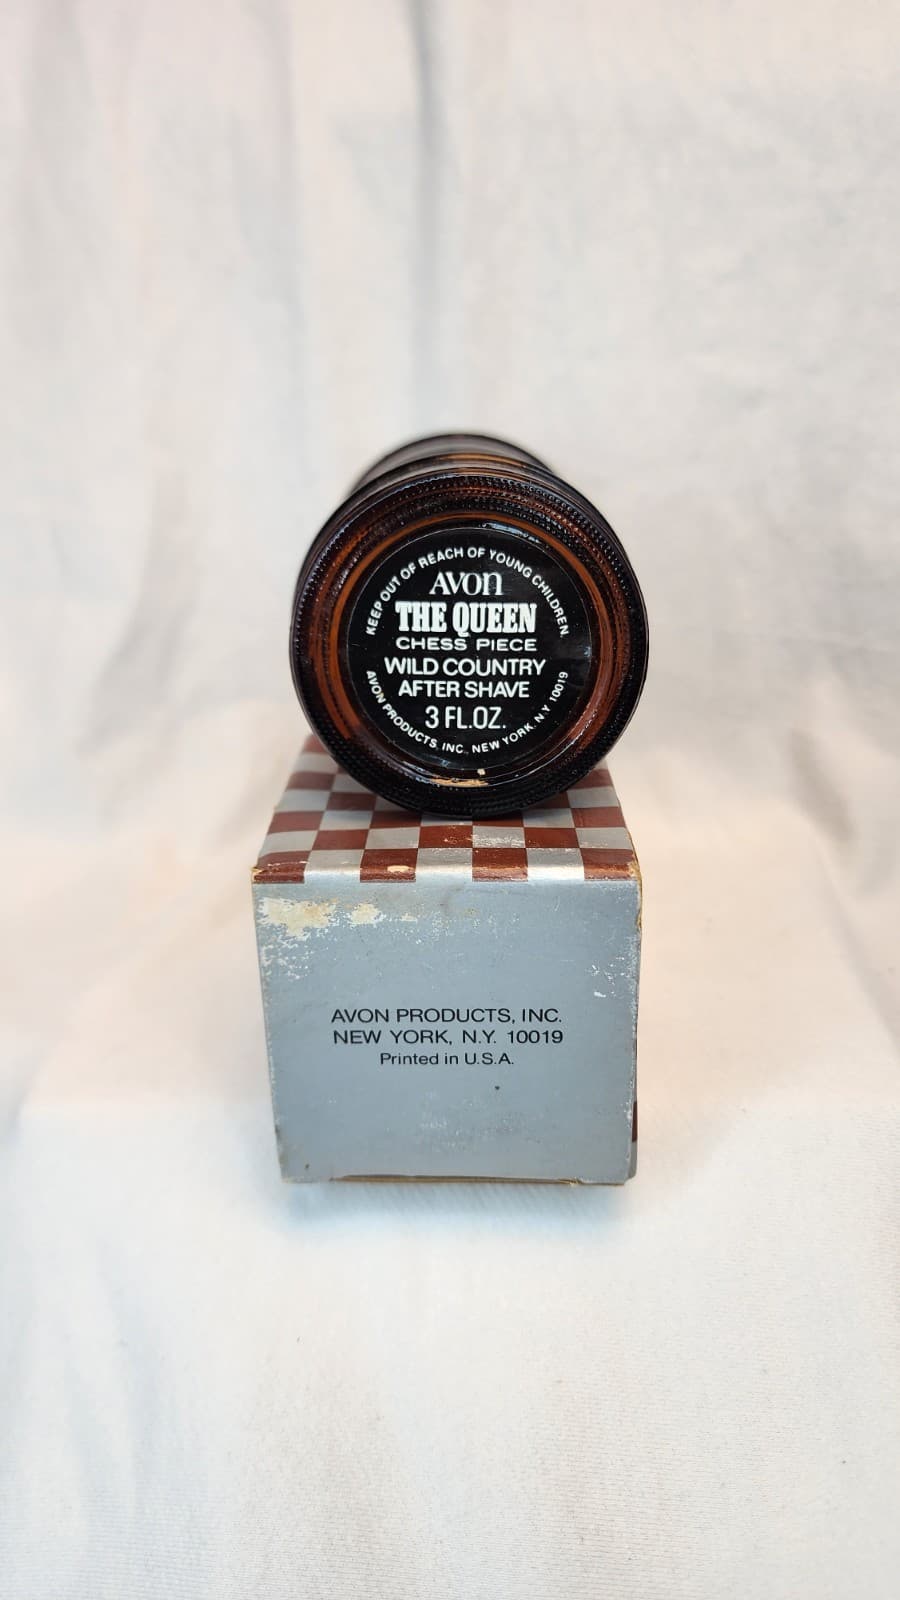 KEEP OUT OF REACH OF YOUNG CHILDREN.
AVON
THE QUEEN
CHESS PIECE
WILD COUNTRY
AFTER SHAVE
3 FL.OZ.
AVON PRODUCTS, INC., NEW YORK, N.Y. 10019
AVON PRODUCTS, INC.
NEW YORK, N.Y. 10019
Printed in U.S.A.